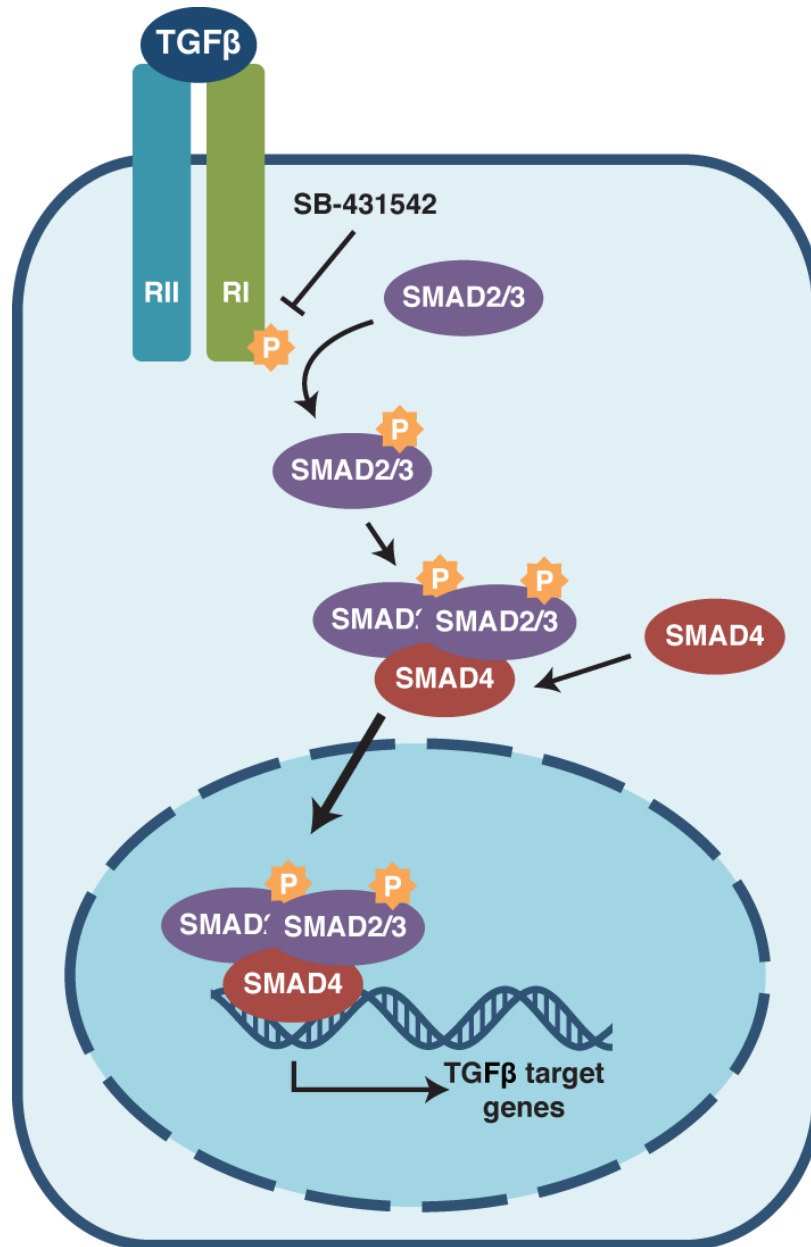 TGFβ
SB-431542
RII
RI
SMAD2/3
P
P
SMAD2/3
P
P
SMAD2/3
SMAD4
SMAD4
P
P
SMAD2/3
SMAD4
TGFβ target
genes